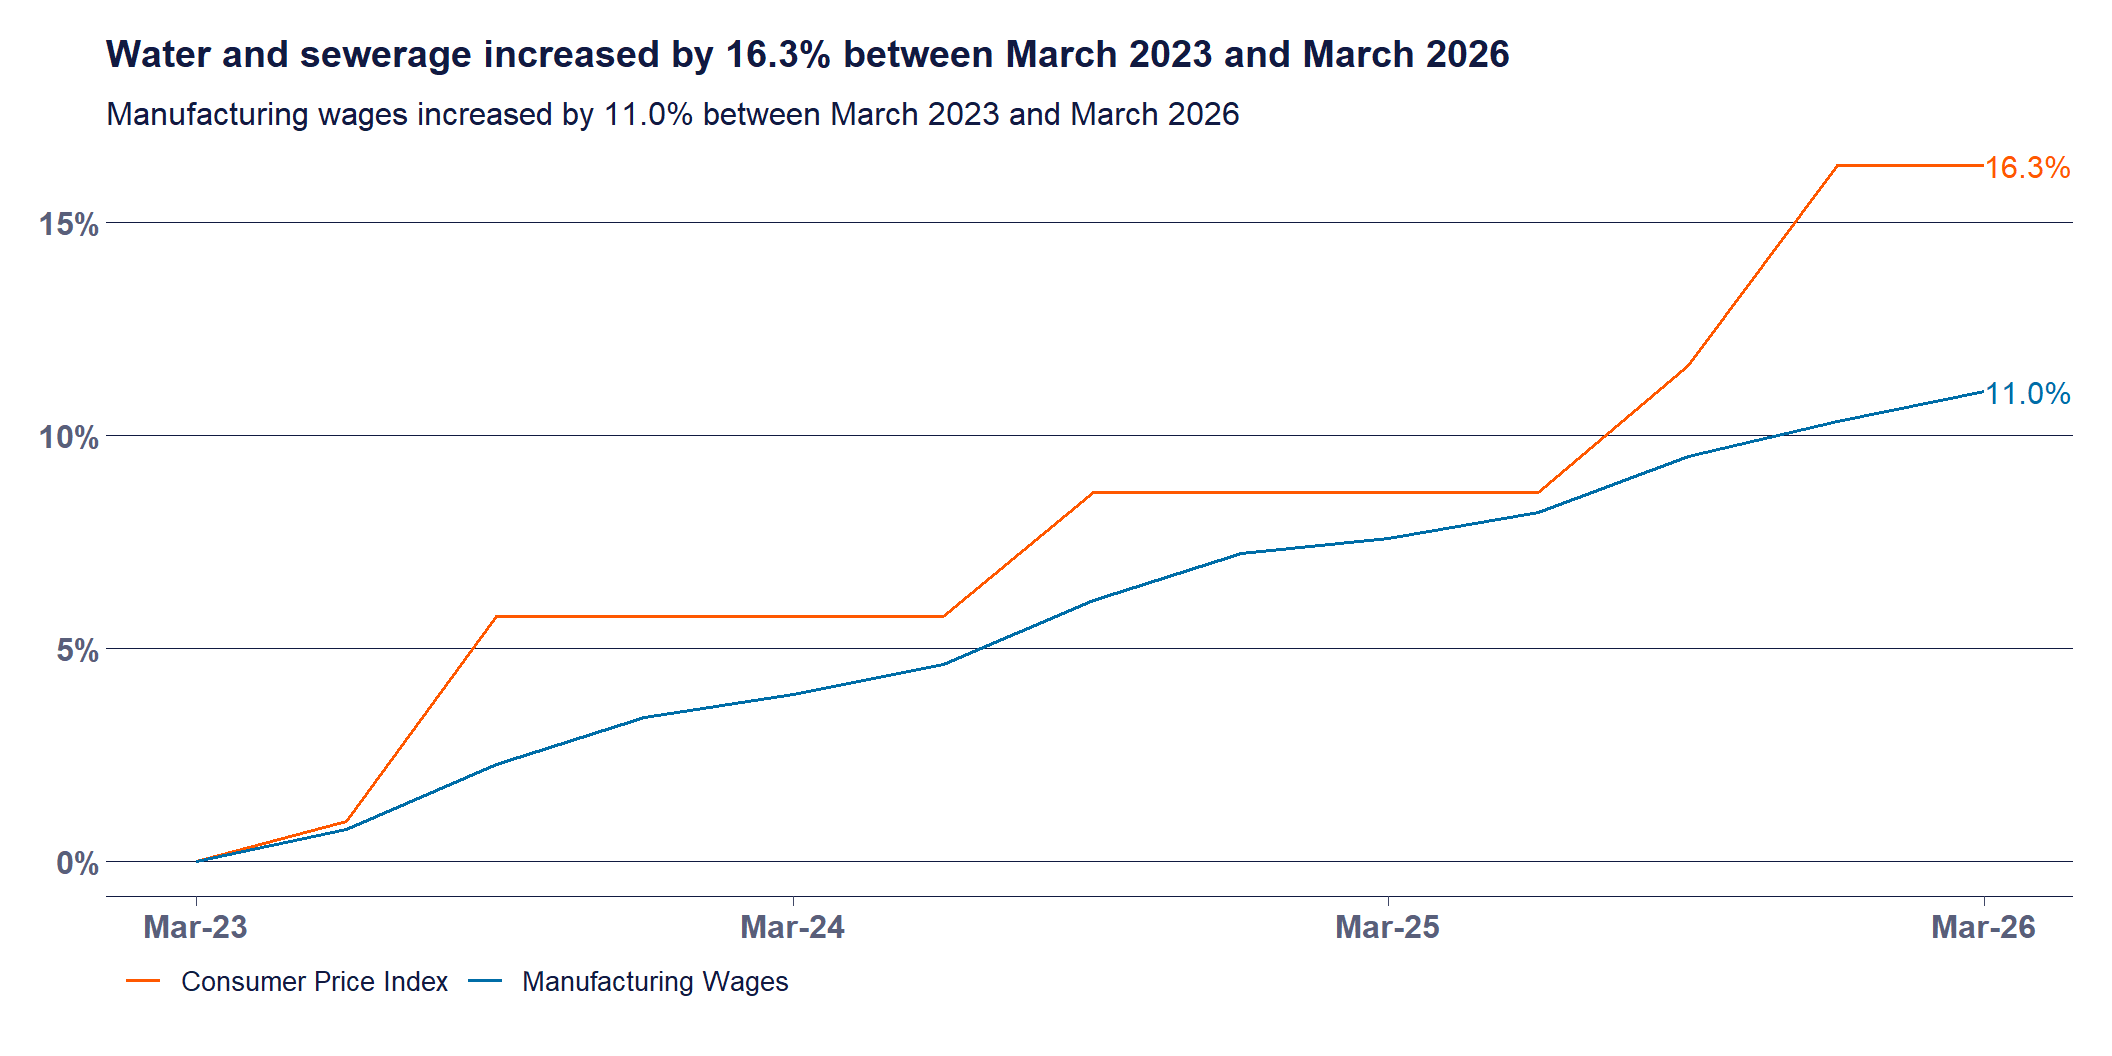 Water and sewerage increased by 16.3% between March 2023 and March 2026
Manufacturing wages increased by 11.0% between March 2023 and March 2026
16.3%
15%
11.0%
10%
5%
0%
Mar-23 Mar-24 Mar-25 Mar-26
Consumer Price Index Manufacturing Wages